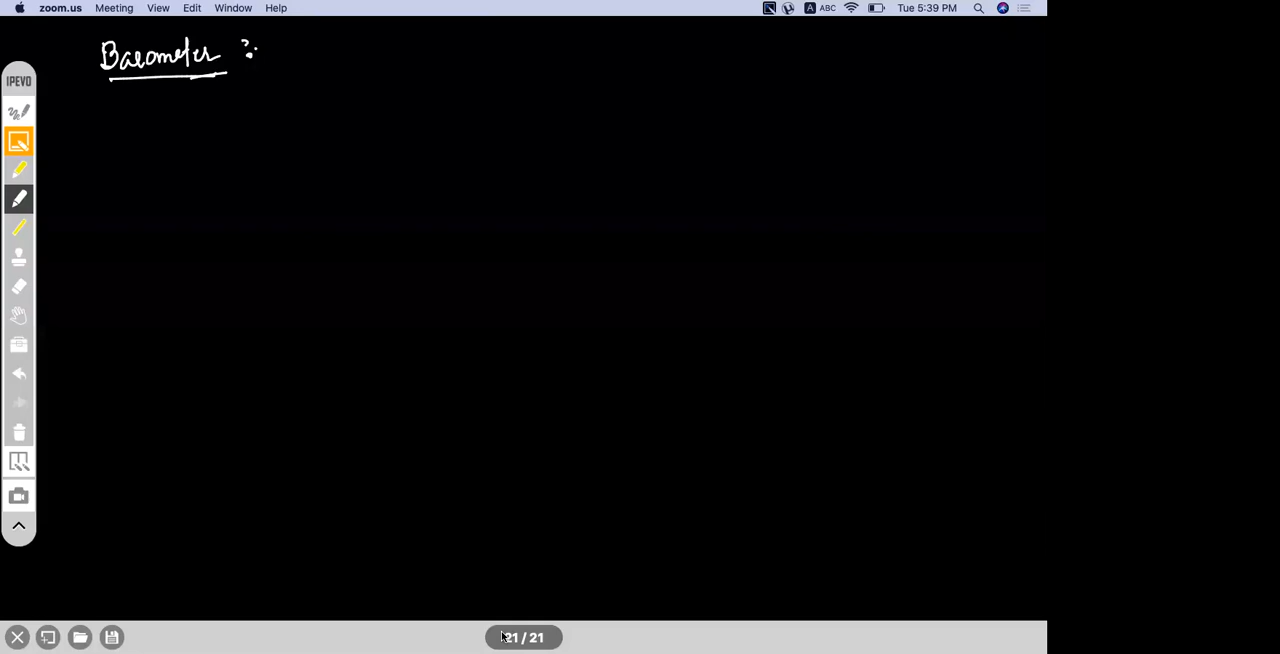 zoom.us Meeting View Edit Window Help A ABC Tue 5:39 PM
Barometer :
IPEVO
21 / 21